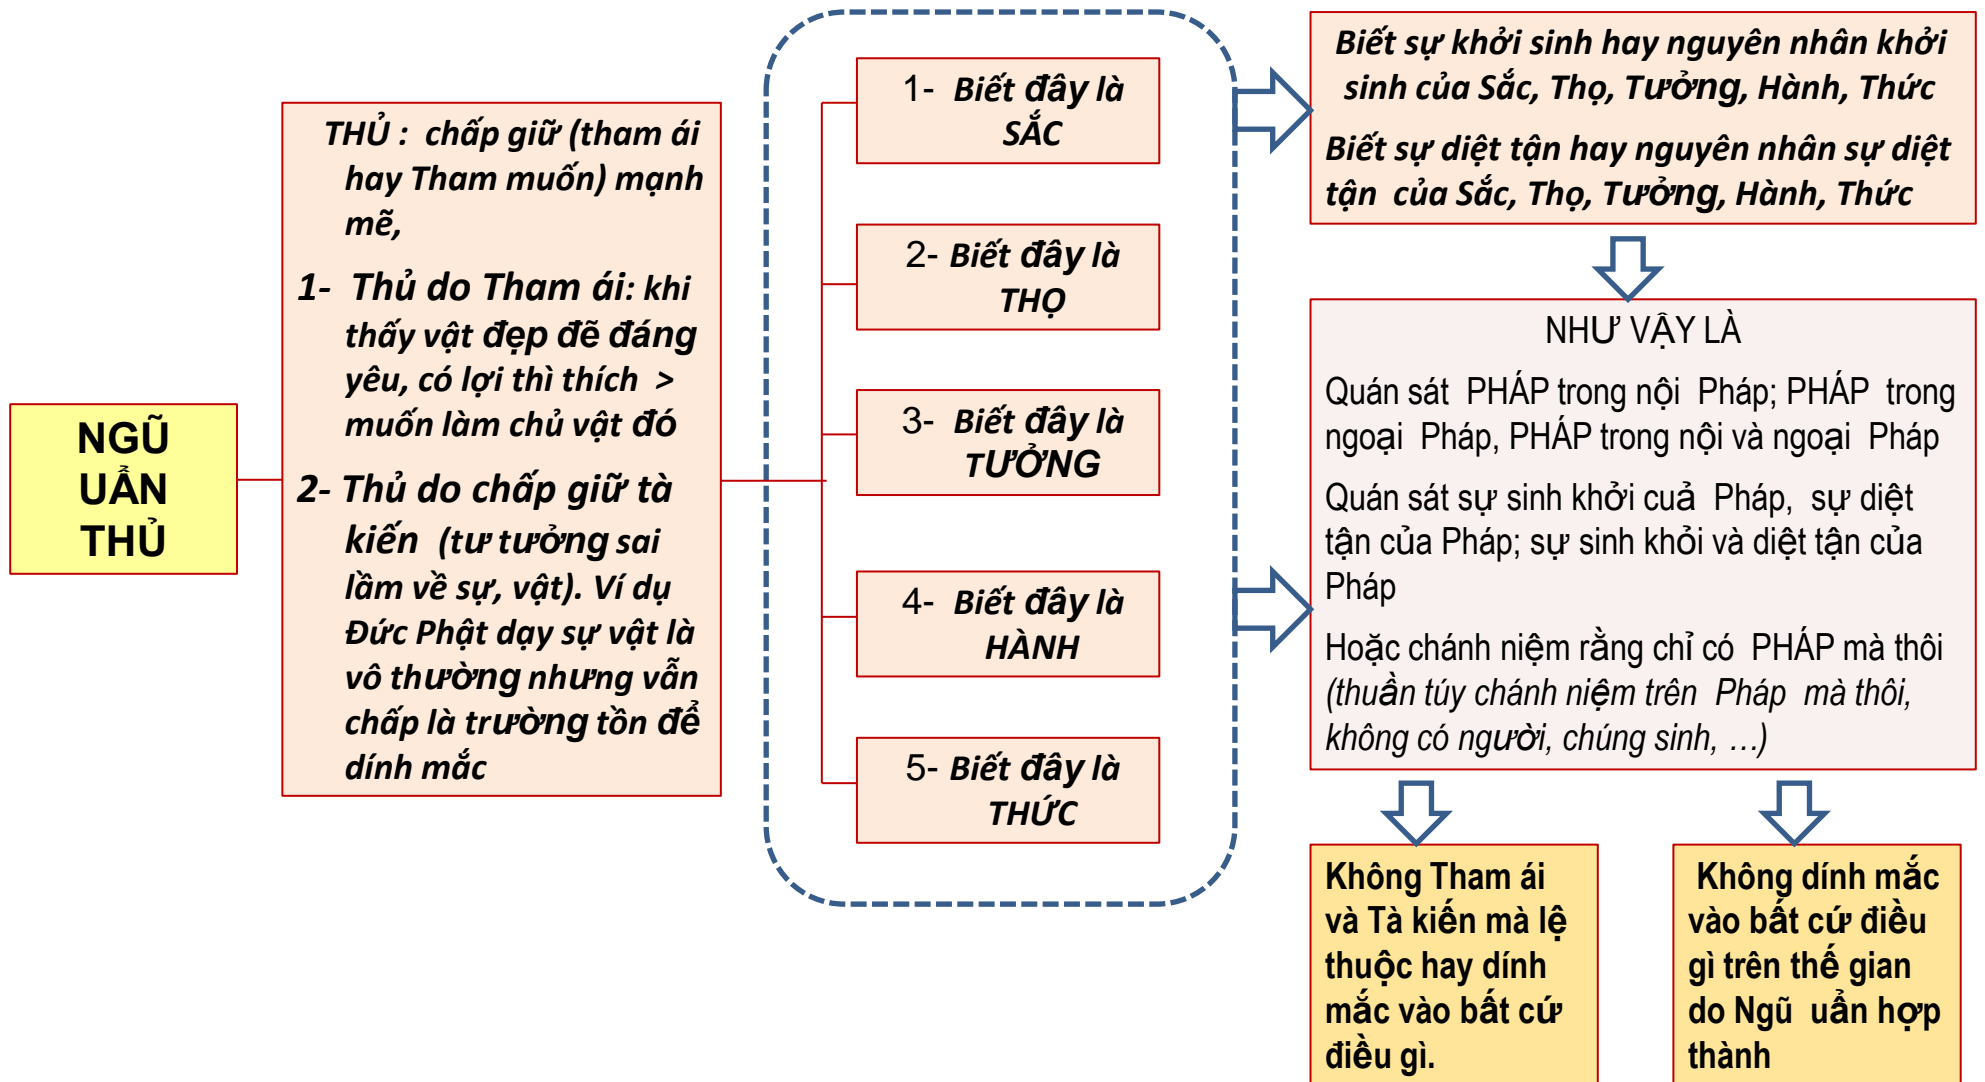 NGŨ
UẨN
THỦ
THỦ : chấp giữ (tham ái
hay Tham muốn) mạnh
mẽ,
1- Thủ do Tham ái: khi
thấy vật đẹp đẽ đáng
yêu, có lợi thì thích >
muốn làm chủ vật đó
2- Thủ do chấp giữ tà
kiến (tư tưởng sai
lầm về sự, vật). Ví dụ
Đức Phật dạy sự vật là
vô thường nhưng vẫn
chấp là trường tồn để
dính mắc
1- Biết đây là
SẮC
2- Biết đây là
THỌ
3- Biết đây là
TƯỞNG
4- Biết đây là
HÀNH
5- Biết đây là
THỨC
Biết sự khởi sinh hay nguyên nhân khởi
sinh của Sắc, Thọ, Tưởng, Hành, Thức
Biết sự diệt tận hay nguyên nhân sự diệt
tận của Sắc, Thọ, Tưởng, Hành, Thức
NHƯ VẬY LÀ
Quán sát PHÁP trong nội Pháp; PHÁP trong
ngoại Pháp, PHÁP trong nội và ngoại Pháp
Quán sát sự sinh khởi cuả Pháp, sự diệt
tận của Pháp; sự sinh khỏi và diệt tận của
Pháp
Hoặc chánh niệm rằng chỉ có PHÁP mà thôi
(thuần túy chánh niệm trên Pháp mà thôi,
không có người, chúng sinh, ...)
Không Tham ái
và Tà kiến mà lệ
thuộc hay dính
mắc vào bất cứ
điều gì.
Không dính mắc
vào bất cứ điều
gì trên thế gian
do Ngũ uẩn hợp
thành